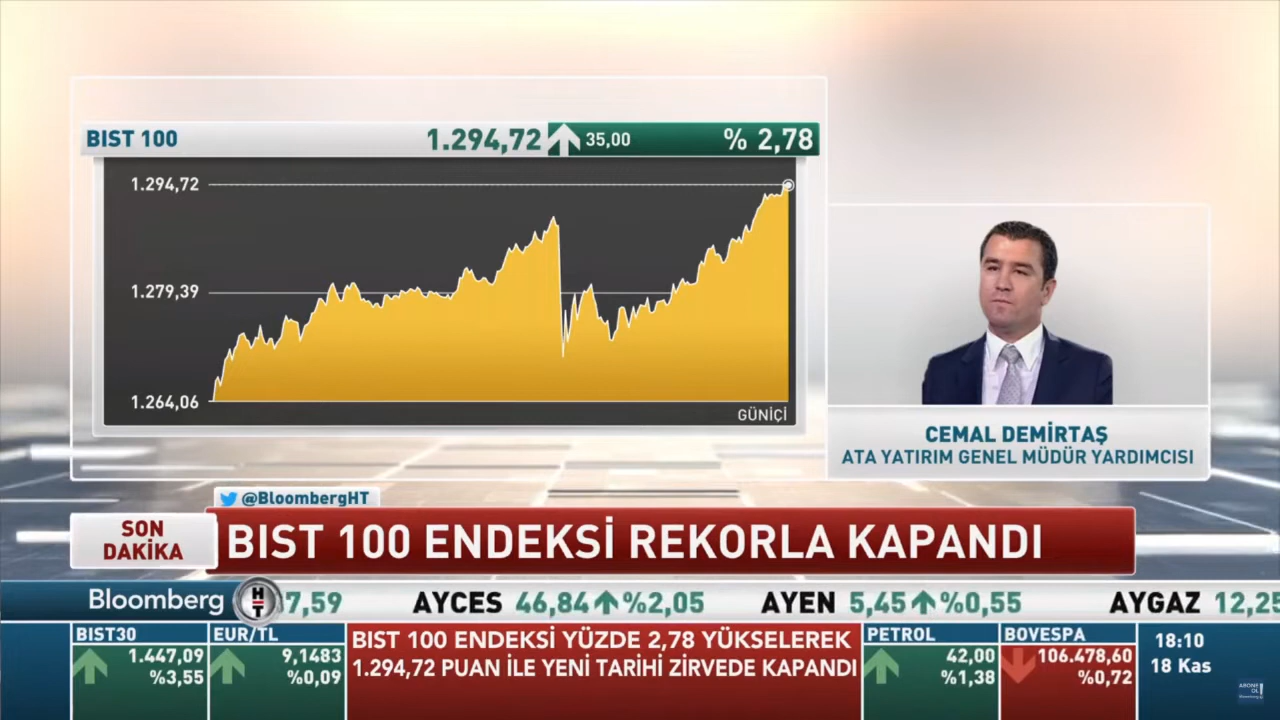 BIST 100 1.294,72 35,00 % 2,78
1.294,72
1.279,39
1.264,06
GÜNİÇİ
CEMAL DEMİRTAŞ
ATA YATIRIM GENEL MÜDÜR YARDIMCISI
@BloombergHT
SON
DAKİKA
BIST 100 ENDEKSİ REKORLA KAPANDI
Bloomberg HT 7,59 AYCES 46,84 %2,05 AYEN 5,45 %0,55 AYGAZ 12,25
BIST30
1.447,09
%3,55
EUR/TL
9,1483
%0,09
BIST 100 ENDEKSİ YÜZDE 2,78 YÜKSELEREK
1.294,72 PUAN İLE YENİ TARİHİ ZİRVEDE KAPANDI
PETROL
42,00
%1,38
BOVESPA
106.478,60
%0,72
18:10
18 Kas
ABONE
OL
Bloomberg